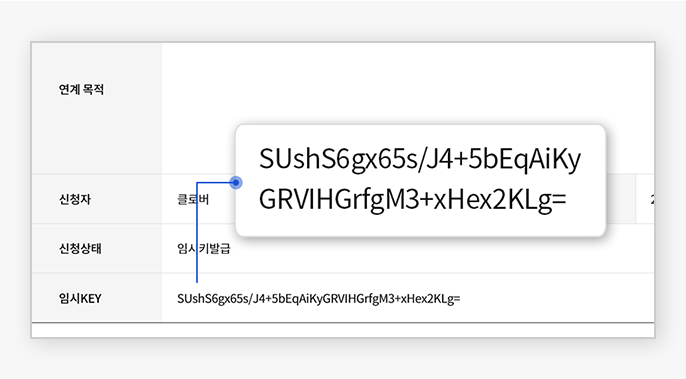 연계 목적
SUshS6gx65s/J4+5bEqAiKy
GRVIHGrfgM3+xHex2KLg=
신청자 클로버
신청상태 임시키발급
임시KEY SUshS6gx65s/J4+5bEqAiKyGRVIHGrfgM3+xHex2KLg=